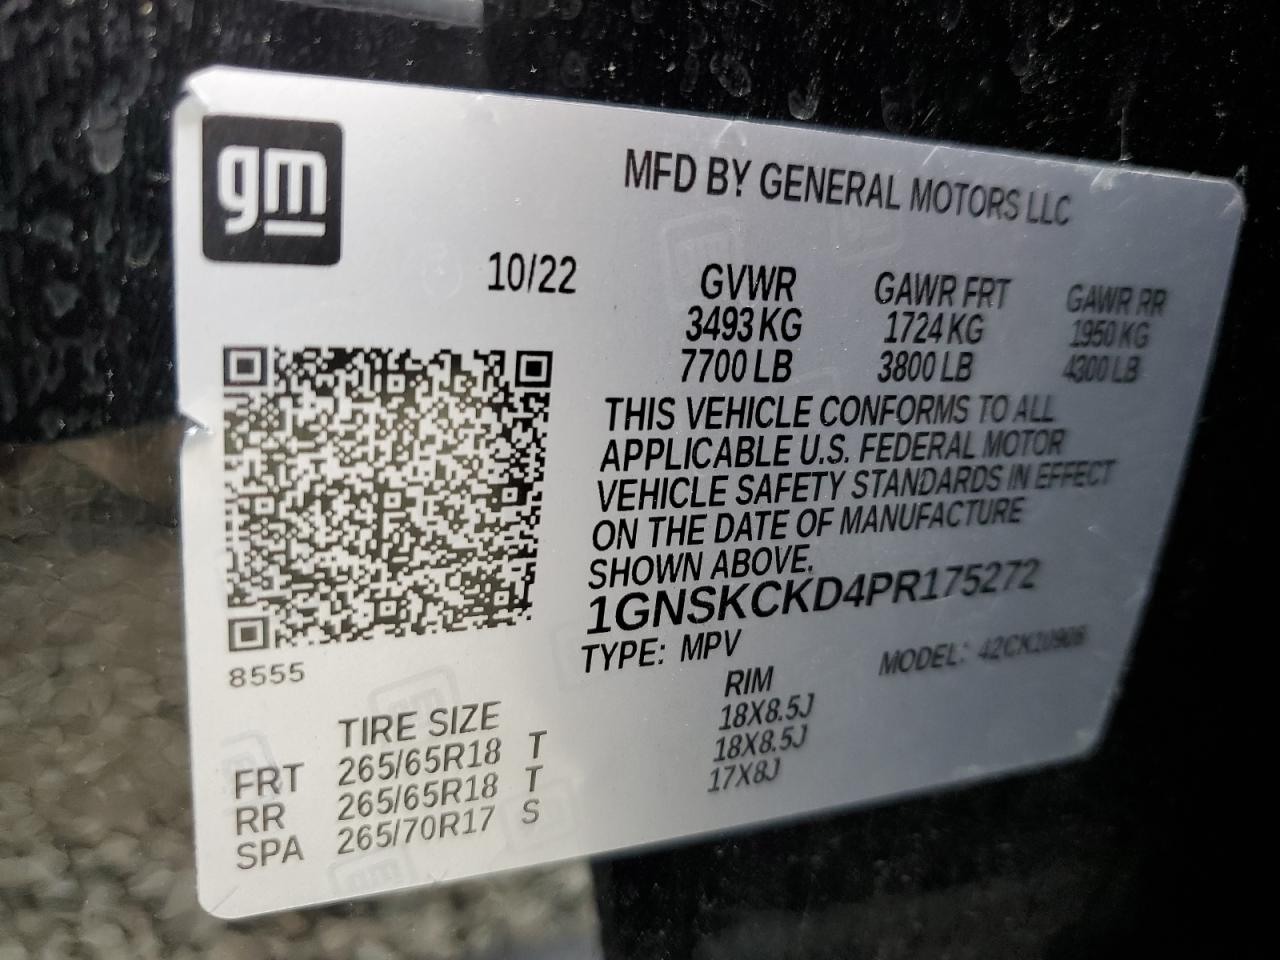 gm
MFD BY GENERAL MOTORS LLC
10/22
GVWR GAWR FRT GAWR RR
3493 KG 1724 KG 1950 KG
7700 LB 3800 LB 4300 LB
THIS VEHICLE CONFORMS TO ALL
APPLICABLE U.S. FEDERAL MOTOR
VEHICLE SAFETY STANDARDS IN EFFECT
ON THE DATE OF MANUFACTURE
SHOWN ABOVE.
1GNSKCKD4PR175272
TYPE: MPV MODEL: 42CK10906
8555
TIRE SIZE RIM
FRT 265/65R18 T 18X8.5J
RR 265/65R18 T 18X8.5J
SPA 265/70R17 S 17X8J